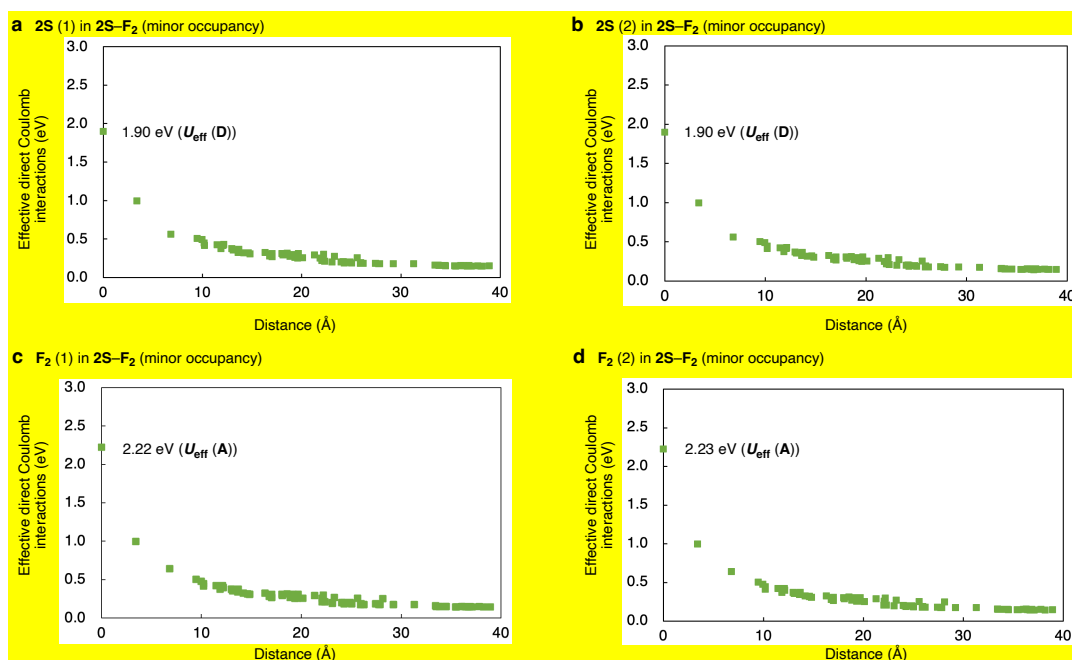 a 2S (1) in 2S–F2 (minor occupancy)
Effective direct Coulomb
interactions (eV)
3.0
2.5
2.0
1.5
1.0
0.5
0.0
1.90 eV (Ueff (D))
0 10 20 30 40
Distance (Å)
b 2S (2) in 2S–F2 (minor occupancy)
Effective direct Coulomb
interactions (eV)
3.0
2.5
2.0
1.5
1.0
0.5
0.0
1.90 eV (Ueff (D))
0 10 20 30 40
Distance (Å)
c F2 (1) in 2S–F2 (minor occupancy)
Effective direct Coulomb
interactions (eV)
3.0
2.5
2.0
1.5
1.0
0.5
0.0
2.22 eV (Ueff (A))
0 10 20 30 40
Distance (Å)
d F2 (2) in 2S–F2 (minor occupancy)
Effective direct Coulomb
interactions (eV)
3.0
2.5
2.0
1.5
1.0
0.5
0.0
2.23 eV (Ueff (A))
0 10 20 30 40
Distance (Å)